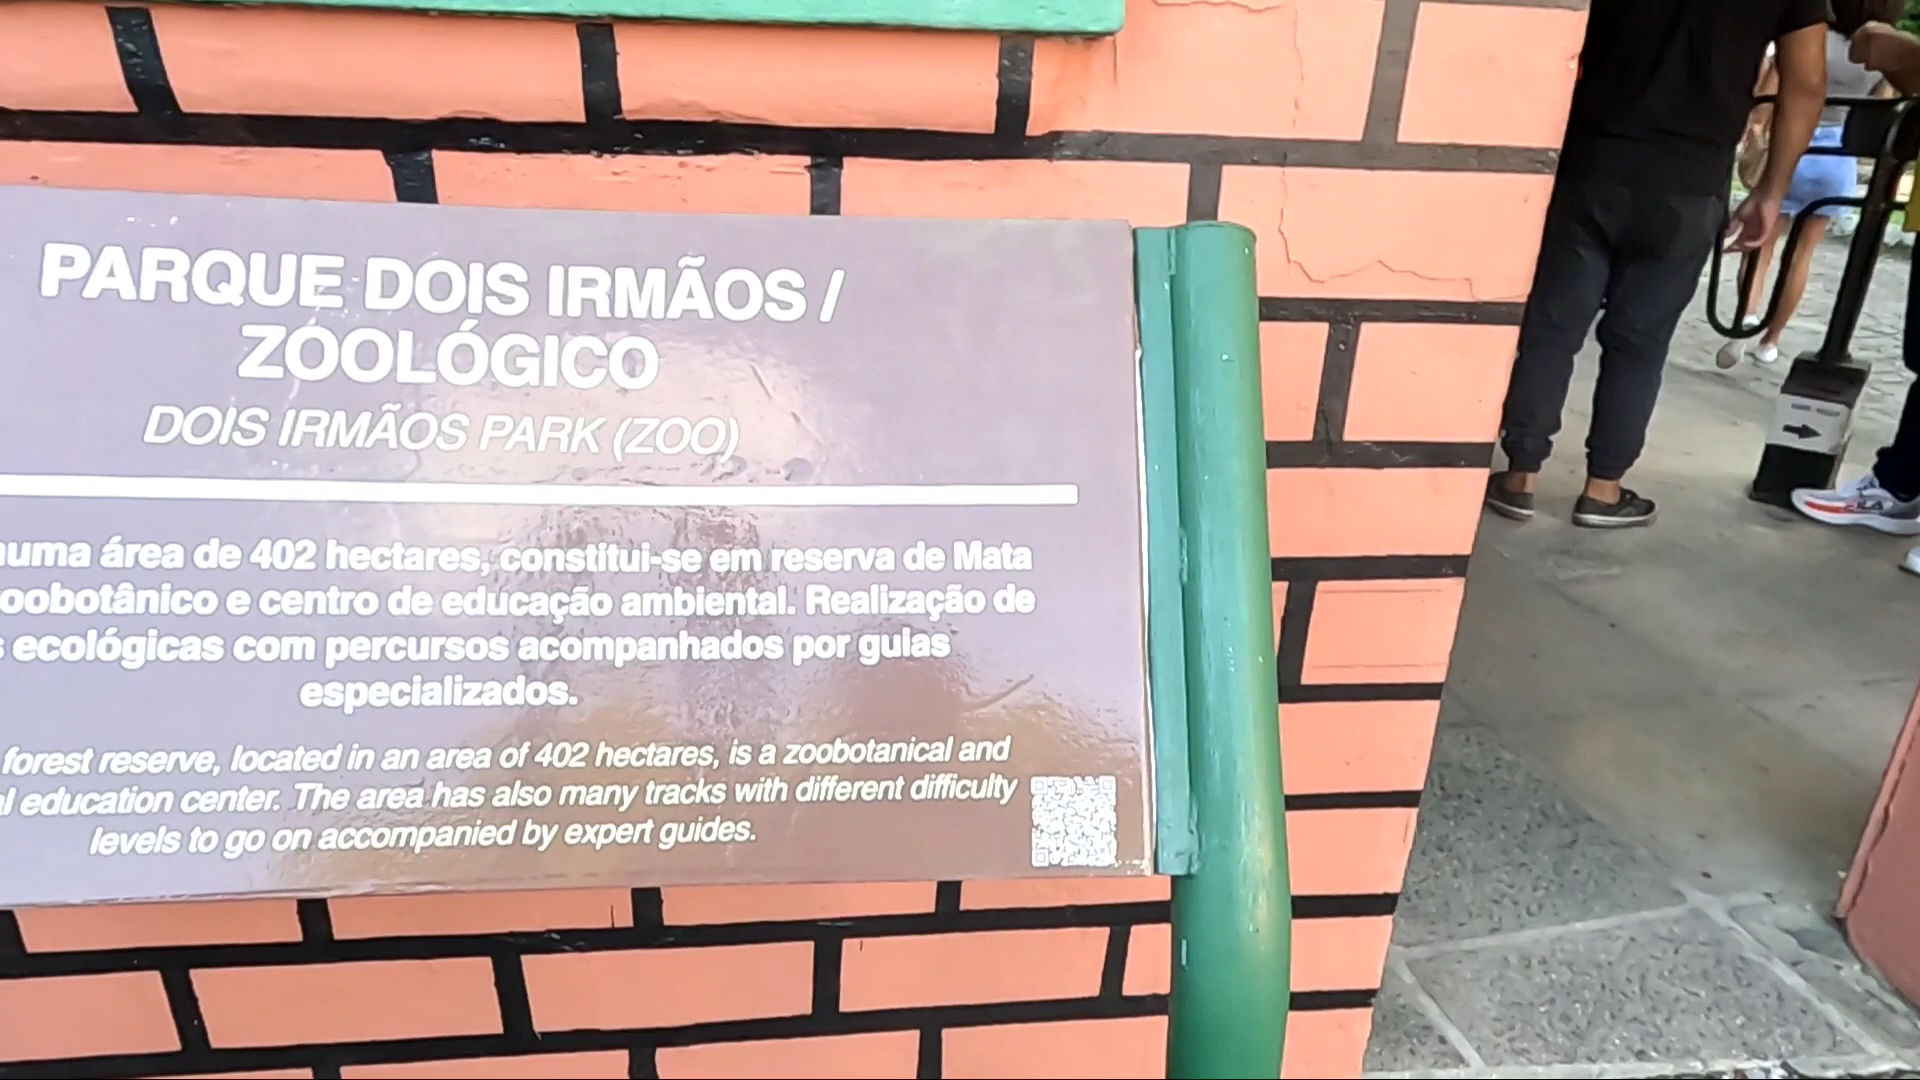 PARQUE DOIS IRMÃOS /
ZOOLÓGICO
DOIS IRMÃOS PARK (ZOO)
numa área de 402 hectares, constitui-se em reserva de Mata
oobotânico e centro de educação ambiental. Realização de
s ecológicas com percursos acompanhados por guias
especializados.
forest reserve, located in an area of 402 hectares, is a zoobotanical and
al education center. The area has also many tracks with different difficulty
levels to go on accompanied by expert guides.
FILA